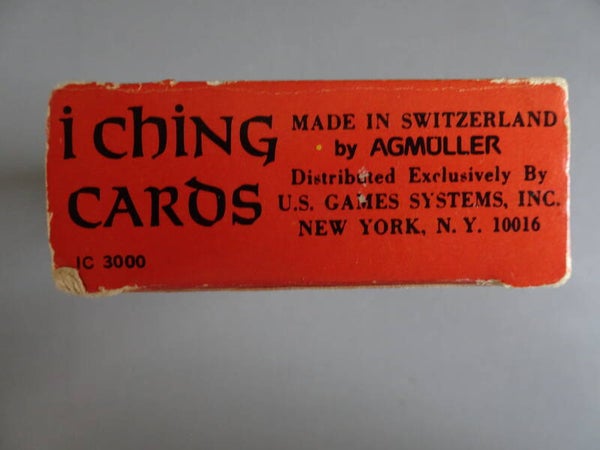 i ching
CARDS
IC 3000
MADE IN SWITZERLAND
by AGMÜLLER
Distributed Exclusively By
U.S. GAMES SYSTEMS, INC.
NEW YORK, N. Y. 10016